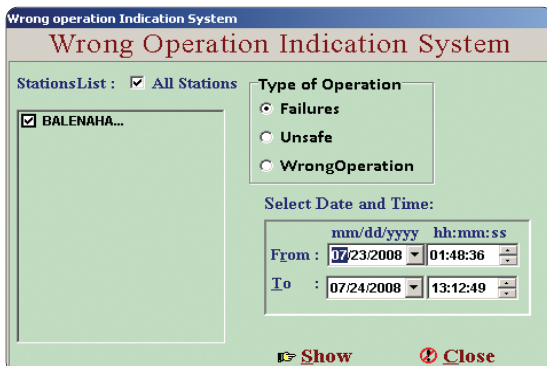 Wrong operation Indication System
Wrong Operation Indication System
StationsList : All Stations
BALENAHA...
Type of Operation
Failures
Unsafe
WrongOperation
Select Date and Time:
mm/dd/yyyy hh:mm:ss
From : 07/23/2008 01:48:36
To : 07/24/2008 13:12:49
Show Close